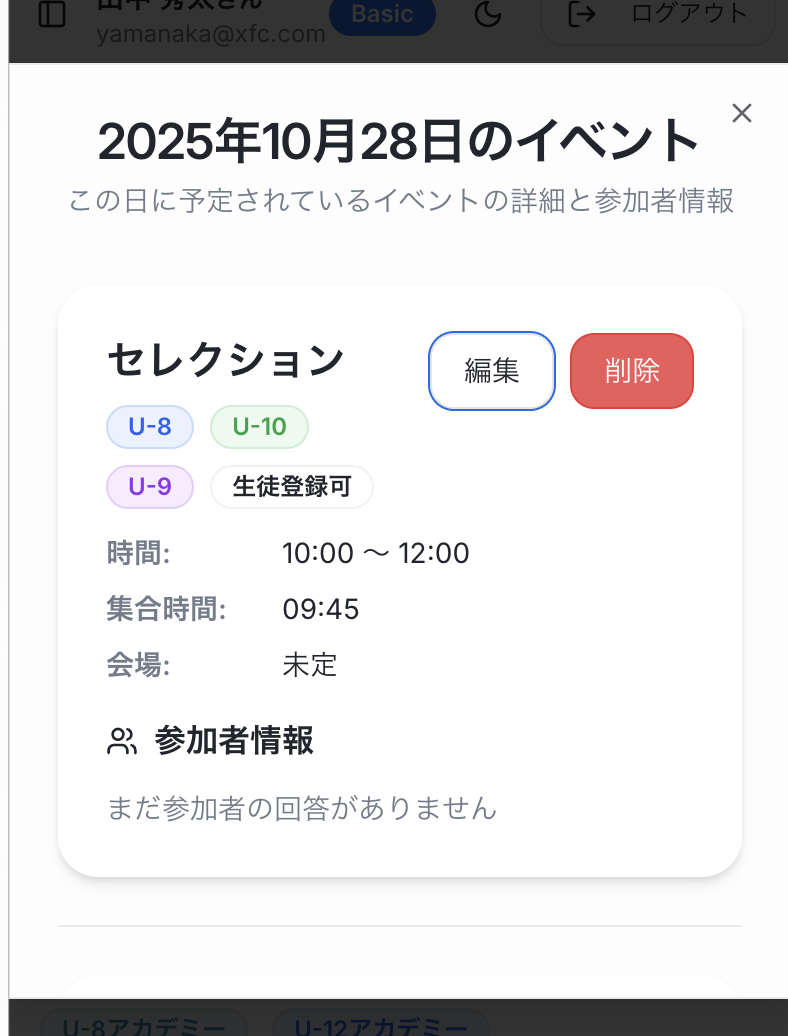 yamanaka@xfc.com
Basic
ログアウト
2025年10月28日のイベント
この日に予定されているイベントの詳細と参加者情報
セレクション
編集
削除
U-8
U-10
U-9
生徒登録可
時間:
10:00 〜 12:00
集合時間:
09:45
会場:
未定
参加者情報
まだ参加者の回答がありません
U-8アカデミー
U-12アカデミー